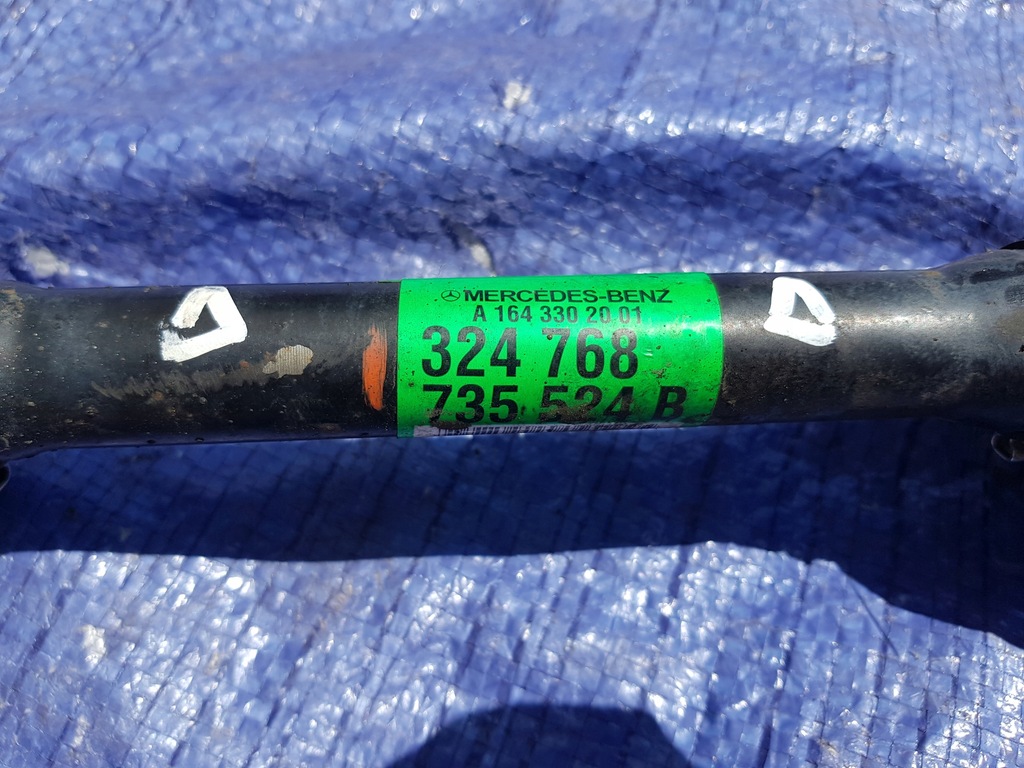 MERCEDES-BENZ
A 164 330 20 01
324 768
735 524 B
D D